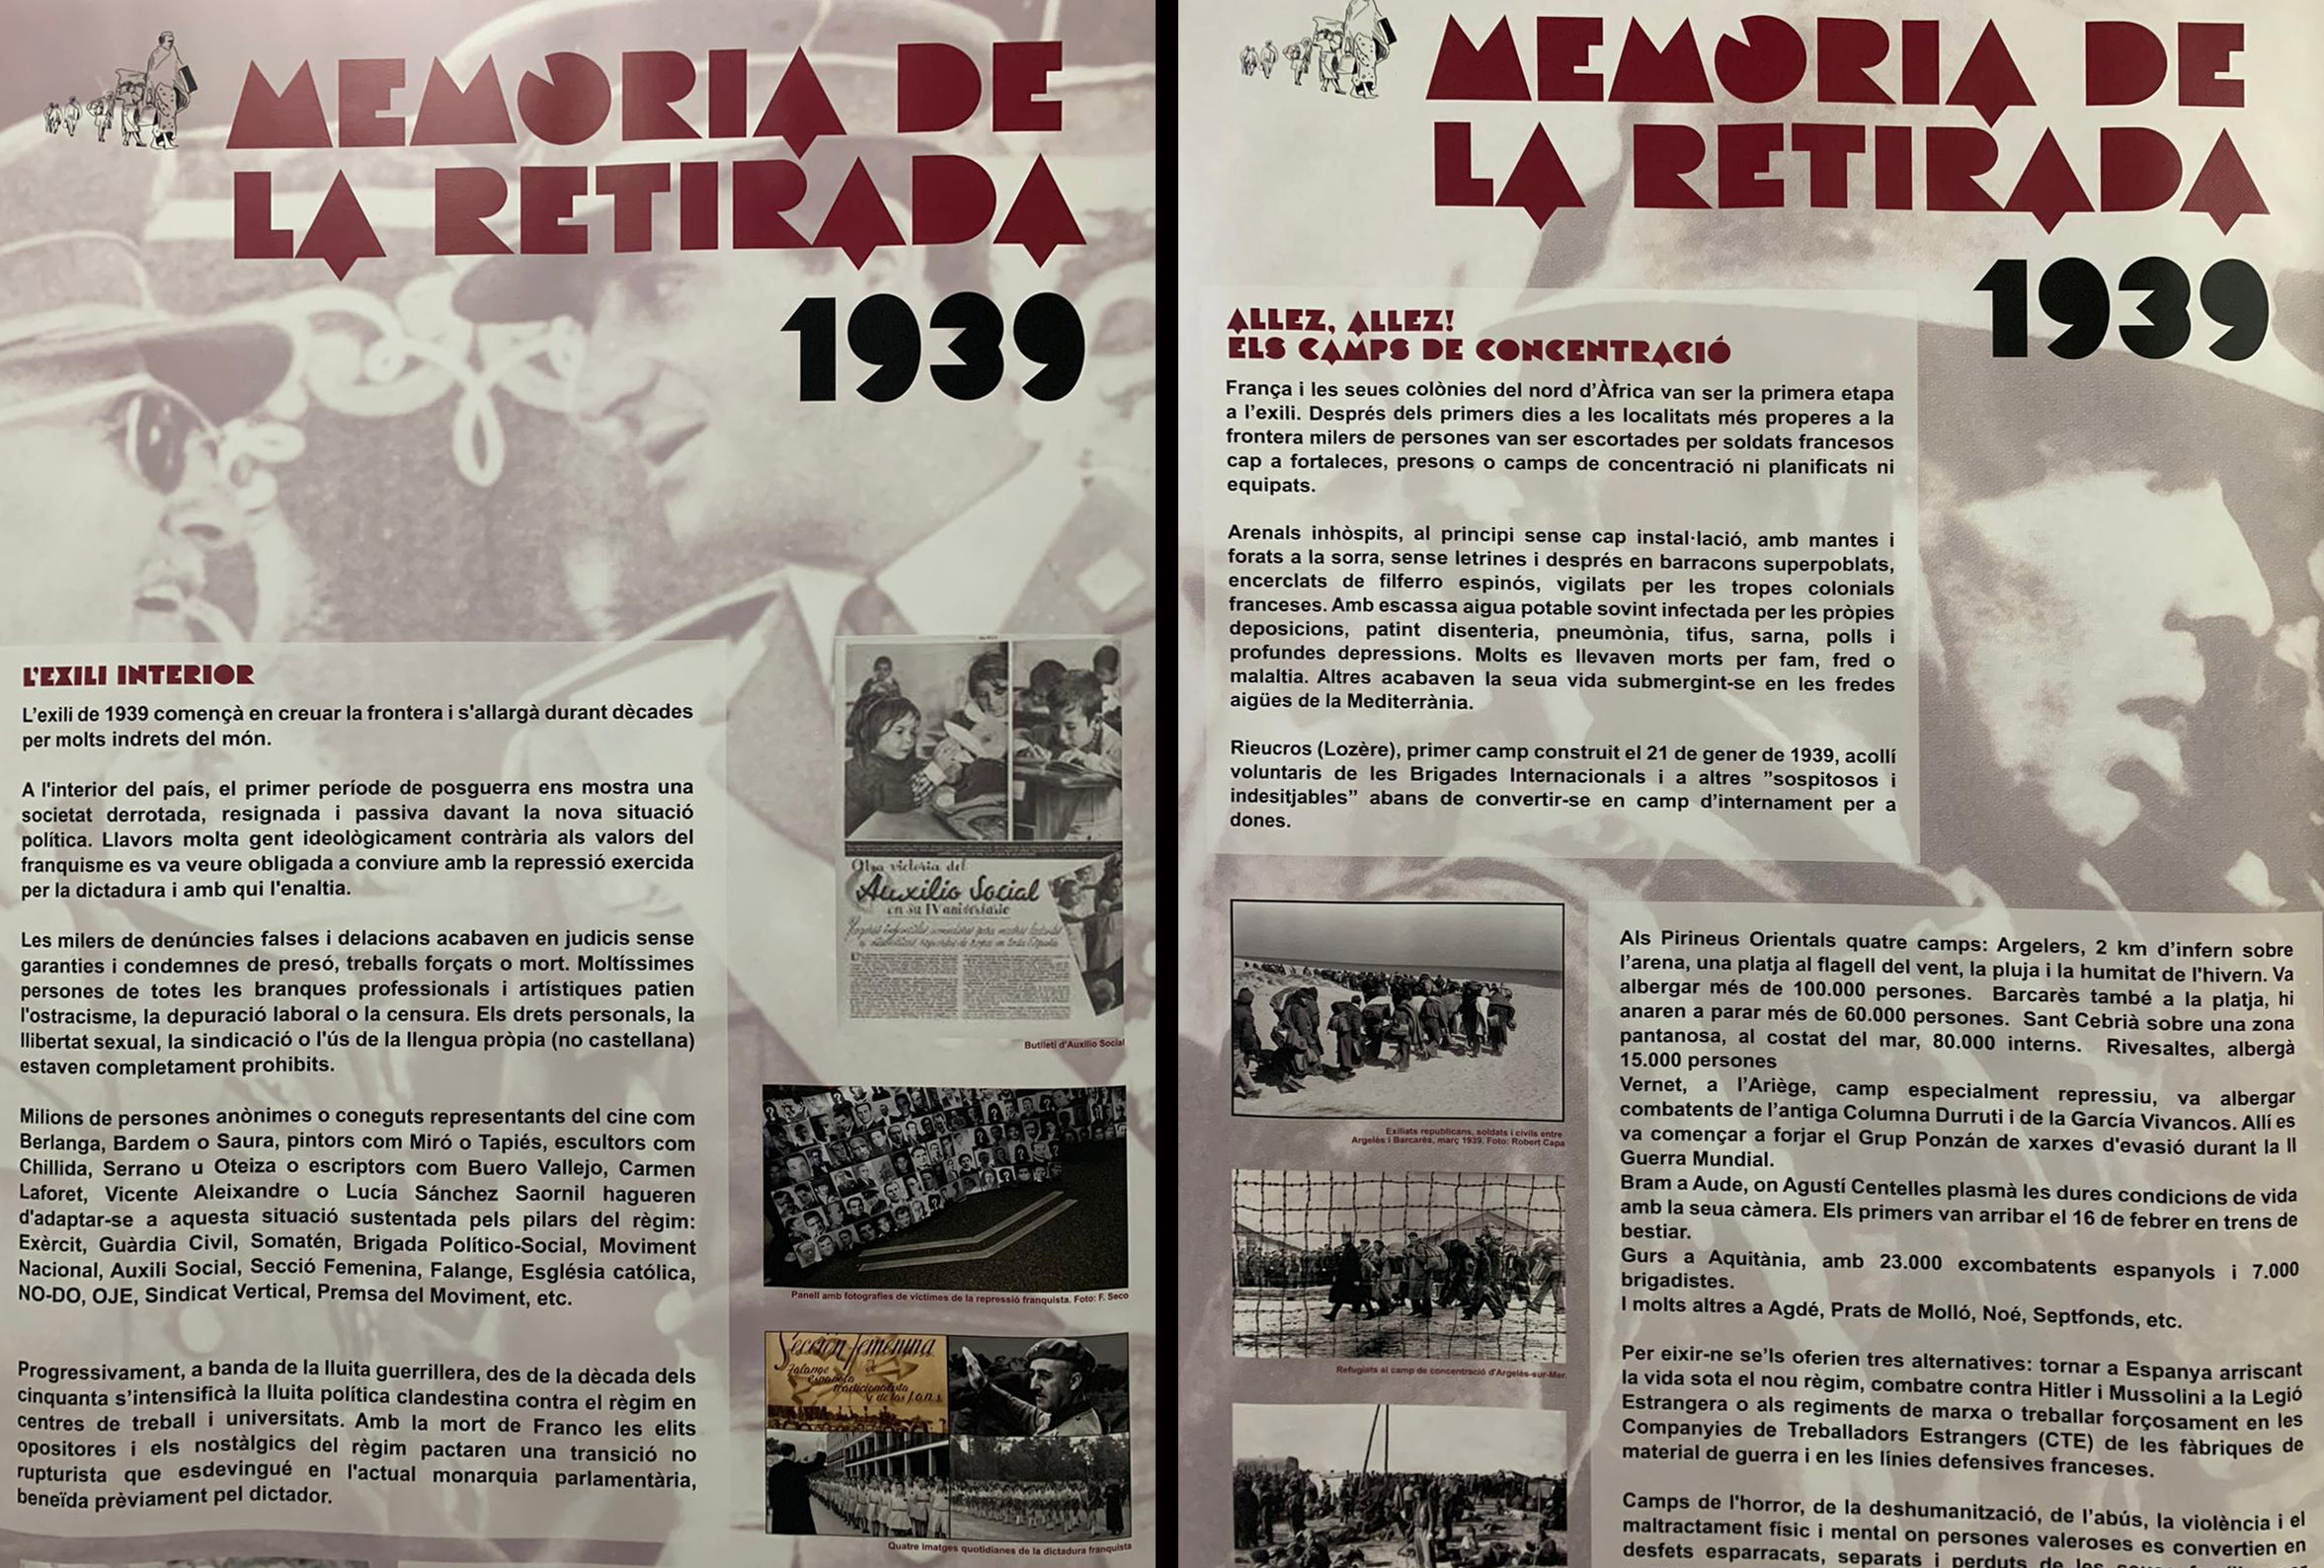 MEMORIA DE
LA RETIRADA
1939
L'EXILI INTERIOR
L'exili de 1939 començà en creuar la frontera i s'allargà durant dècades
per molts indrets del món.
A l'interior del país, el primer període de posguerra ens mostra una
societat derrotada, resignada i passiva davant la nova situació
política. Llavors molta gent ideològicament contrària als valors del
franquisme es va veure obligada a conviure amb la repressió exercida
per la dictadura i amb qui l'enaltia.
Les milers de denúncies falses i delacions acabaven en judicis sense
garanties i condemnes de presó, treballs forçats o mort. Moltíssimes
persones de totes les branques professionals i artístiques patien
l'ostracisme, la depuració laboral o la censura. Els drets personals, la
llibertat sexual, la sindicació o l'ús de la llengua pròpia (no castellana)
estaven completament prohibits.
Milions de persones anònimes o coneguts representants del cine com
Berlanga, Bardem o Saura, pintors com Miró o Tapiés, escultors com
Chillida, Serrano u Oteiza o escriptors com Buero Vallejo, Carmen
Laforet, Vicente Aleixandre o Lucía Sánchez Saornil hagueren
d'adaptar-se a aquesta situació sustentada pels pilars del règim:
Exèrcit, Guàrdia Civil, Somatén, Brigada Político-Social, Moviment
Nacional, Auxili Social, Secció Femenina, Falange, Església católica,
NO-DO, OJE, Sindicat Vertical, Premsa del Moviment, etc.
Progressivament, a banda de la lluita guerrillera, des de la dècada dels
cinquanta s'intensificà la lluita política clandestina contra el règim en
centres de treball i universitats. Amb la mort de Franco les elits
opositores i els nostàlgics del règim pactaren una transició no
rupturista que esdevingué en l'actual monarquia parlamentària,
beneïda prèviament pel dictador.
Otra victoria del
Auxilio Social
en su IV aniversario
Butlletí d'Auxilio Social
Panell amb fotografies de víctimes de la repressió franquista. Foto: F. Seco
Sección femenina
falange
española
tradicionalista
y de las J.O.N.S.
Quatre imatges quotidianes de la dictadura franquista
MEMORIA DE
LA RETIRADA
1939
ALLEZ, ALLEZ!
ELS CAMPS DE CONCENTRACIÓ
França i les seues colònies del nord d'Àfrica van ser la primera etapa
a l'exili. Després dels primers dies a les localitats més properes a la
frontera milers de persones van ser escortades per soldats francesos
cap a fortaleces, presons o camps de concentració ni planificats ni
equipats.
Arenals inhòspits, al principi sense cap instal·lació, amb mantes i
forats a la sorra, sense letrines i després en barracons superpoblats,
encerclats de filferro espinós, vigilats per les tropes colonials
franceses. Amb escassa aigua potable sovint infectada per les pròpies
deposicions, patint disenteria, pneumònia, tifus, sarna, polls i
profundes depressions. Molts es llevaven morts per fam, fred o
malaltia. Altres acabaven la seua vida submergint-se en les fredes
aigües de la Mediterrània.
Rieucros (Lozère), primer camp construit el 21 de gener de 1939, acollí
voluntaris de les Brigades Internacionals i a altres "sospitosos i
indesitjables" abans de convertir-se en camp d'internament per a
dones.
Exiliats republicans, soldats i civils entre
Argelès i Barcarès, març 1939. Foto: Robert Capa
Refugiats al camp de concentració d'Argelès-sur-Mer.
Als Pirineus Orientals quatre camps: Argelers, 2 km d'infern sobre
l'arena, una platja al flagell del vent, la pluja i la humitat de l'hivern. Va
albergar més de 100.000 persones. Barcarès també a la platja, hi
anaren a parar més de 60.000 persones. Sant Cebrià sobre una zona
pantanosa, al costat del mar, 80.000 interns. Rivesaltes, albergà
15.000 persones
Vernet, a l'Ariège, camp especialment repressiu, va albergar
combatents de l'antiga Columna Durruti i de la García Vivancos. Allí es
va començar a forjar el Grup Ponzán de xarxes d'evasió durant la II
Guerra Mundial.
Bram a Aude, on Agustí Centelles plasmà les dures condicions de vida
amb la seua càmera. Els primers van arribar el 16 de febrer en trens de
bestiar.
Gurs a Aquitània, amb 23.000 excombatents espanyols i 7.000
brigadistes.
I molts altres a Agdé, Prats de Molló, Noé, Septfonds, etc.
Per eixir-ne se'ls oferien tres alternatives: tornar a Espanya arriscant
la vida sota el nou règim, combatre contra Hitler i Mussolini a la Legió
Estrangera o als regiments de marxa o treballar forçosament en les
Companyies de Treballadors Estrangers (CTE) de les fàbriques de
material de guerra i en les línies defensives franceses.
Camps de l'horror, de la deshumanització, de l'abús, la violència i el
maltractament físic i mental on persones valeroses es convertien en
desfets esparracats, separats i perduts de les